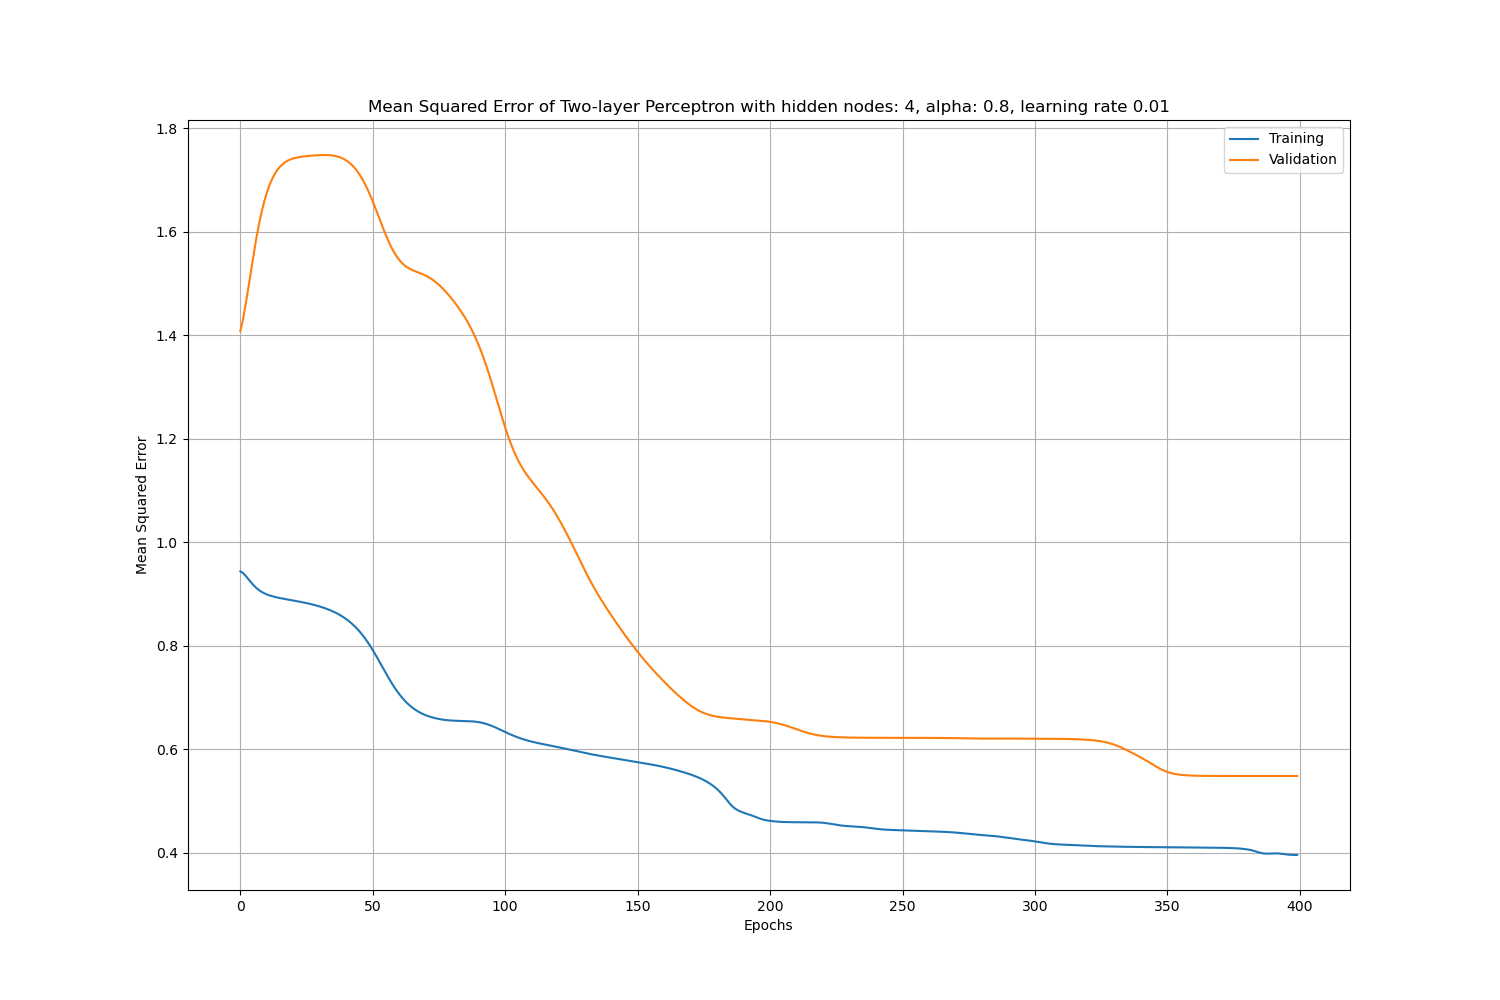 Mean Squared Error of Two-layer Perceptron with hidden nodes: 4, alpha: 0.8, learning rate 0.01
Training
Validation
Mean Squared Error
1.8
1.6
1.4
1.2
1.0
0.8
0.6
0.4
0 50 100 150 200 250 300 350 400
Epochs